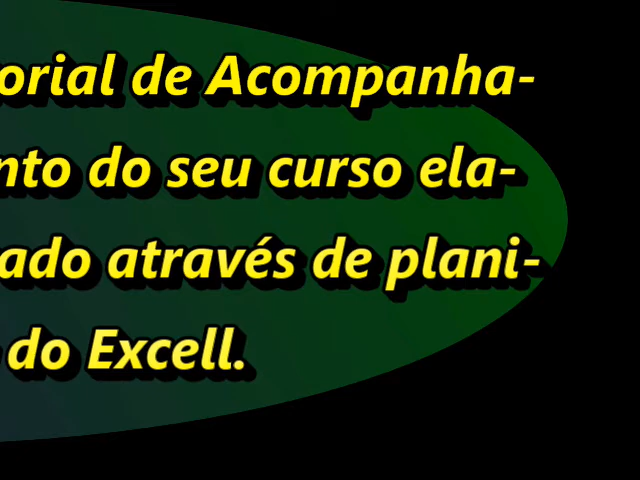 orial de Acompanha-
nto do seu curso ela-
ado através de plani-
do Excell.